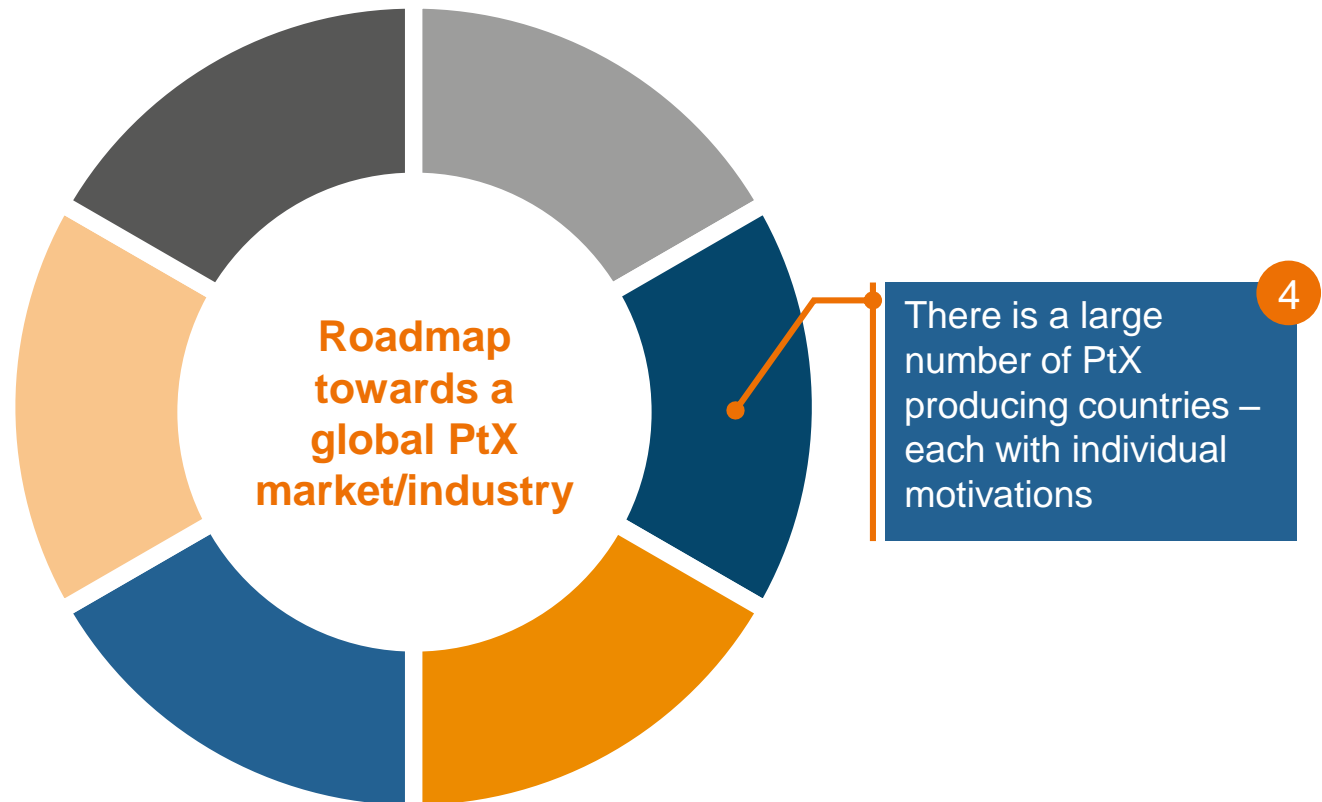 Roadmap
towards a
global PtX
market/industry
4
There is a large
number of PtX
producing countries –
each with individual
motivations